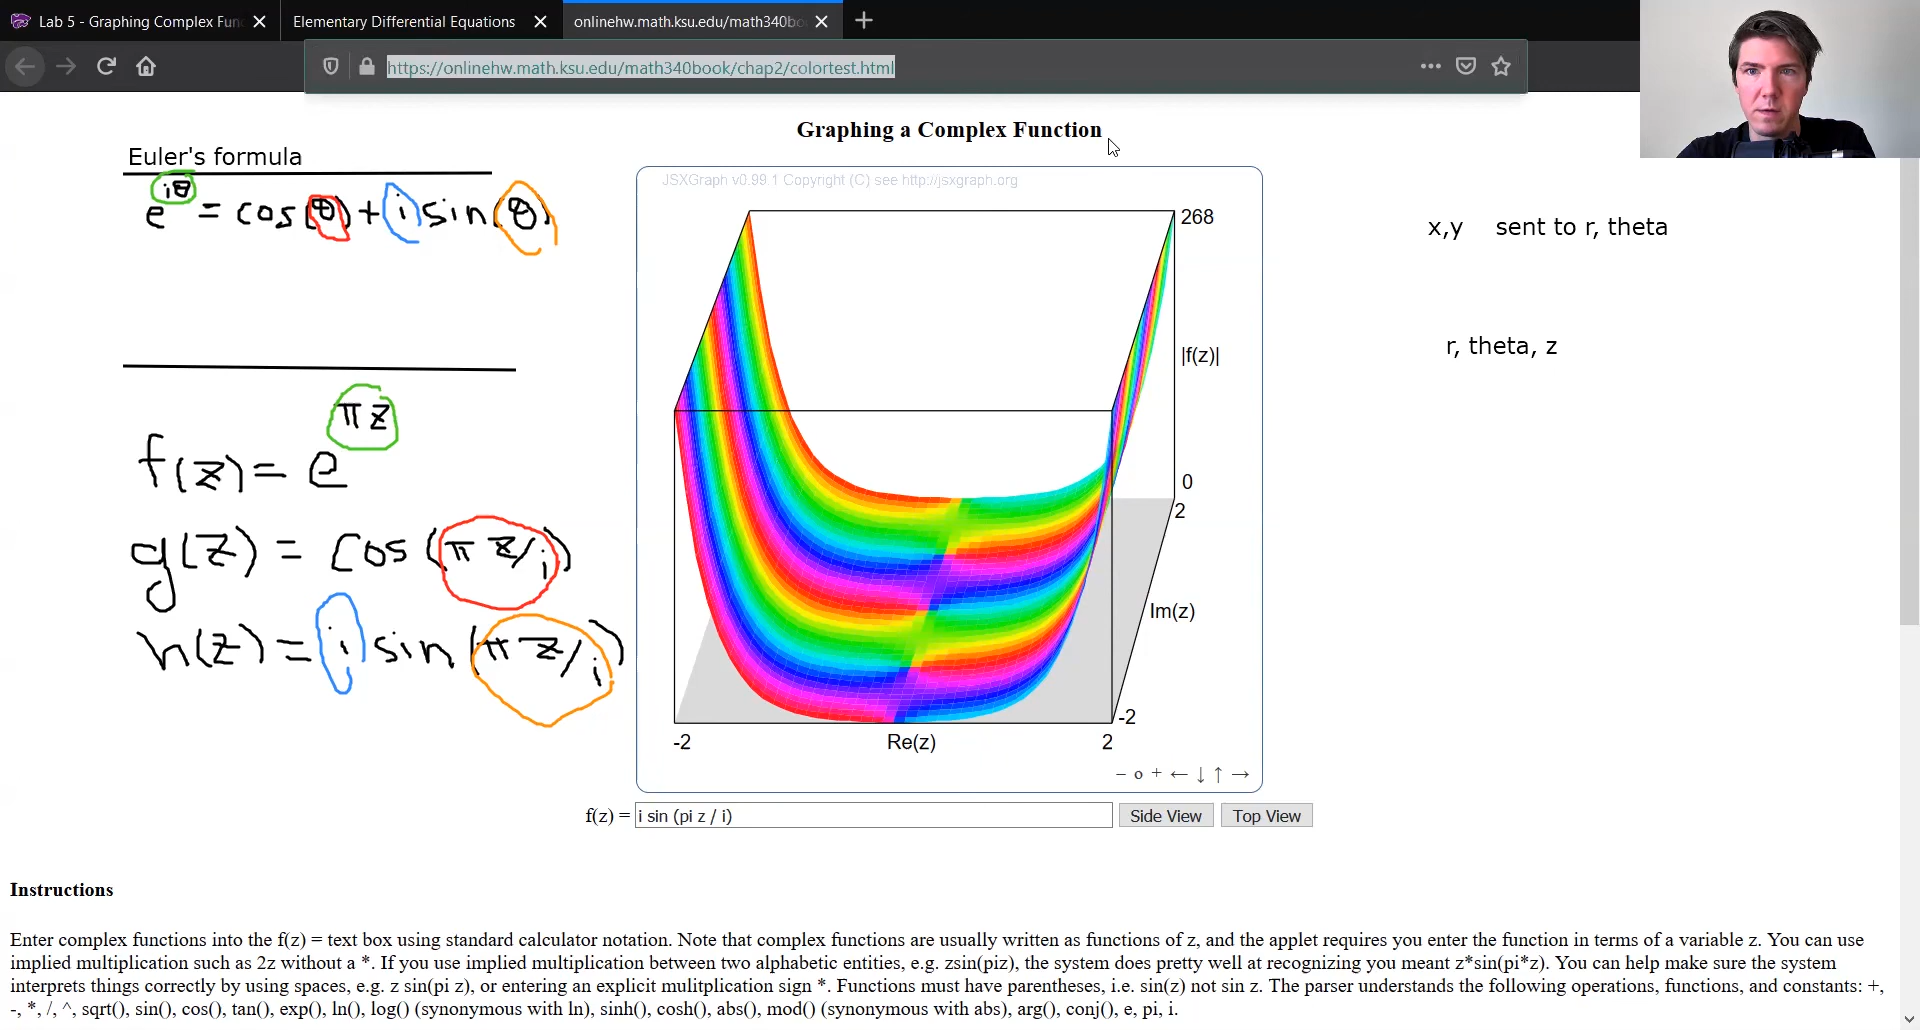 Lab 5 - Graphing Complex Fun
Elementary Differential Equations
onlinehw.math.ksu.edu/math340bo
https://onlinehw.math.ksu.edu/math340book/chap2/colortest.html
Graphing a Complex Function
Euler's formula
e^iθ = cos(θ)+i sin(θ)
f(z)= e^πz
g(z) = cos(πz/i)
h(z)= i sin(πz/i)
JSXGraph v0.99.1 Copyright (C) see http://jsxgraph.org
268
|f(z)|
0
2
Im(z)
-2
-2
Re(z)
2
− o + ← ↓ ↑ →
x,y sent to r, theta
r, theta, z
f(z) = i sin (pi z / i) Side View Top View
Instructions
Enter complex functions into the f(z) = text box using standard calculator notation. Note that complex functions are usually written as functions of z, and the applet requires you enter the function in terms of a variable z. You can use
implied multiplication such as 2z without a *. If you use implied multiplication between two alphabetic entities, e.g. zsin(piz), the system does pretty well at recognizing you meant z*sin(pi*z). You can help make sure the system
interprets things correctly by using spaces, e.g. z sin(pi z), or entering an explicit mulitplcation sign *. Functions must have parentheses, i.e. sin(z) not sin z. The parser understands the following operations, functions, and constants: +,
-, *, /, ^, sqrt(), sin(), cos(), tan(), exp(), ln(), log() (synonymous with ln), sinh(), cosh(), abs(), mod() (synonymous with abs), arg(), conj(), e, pi, i.